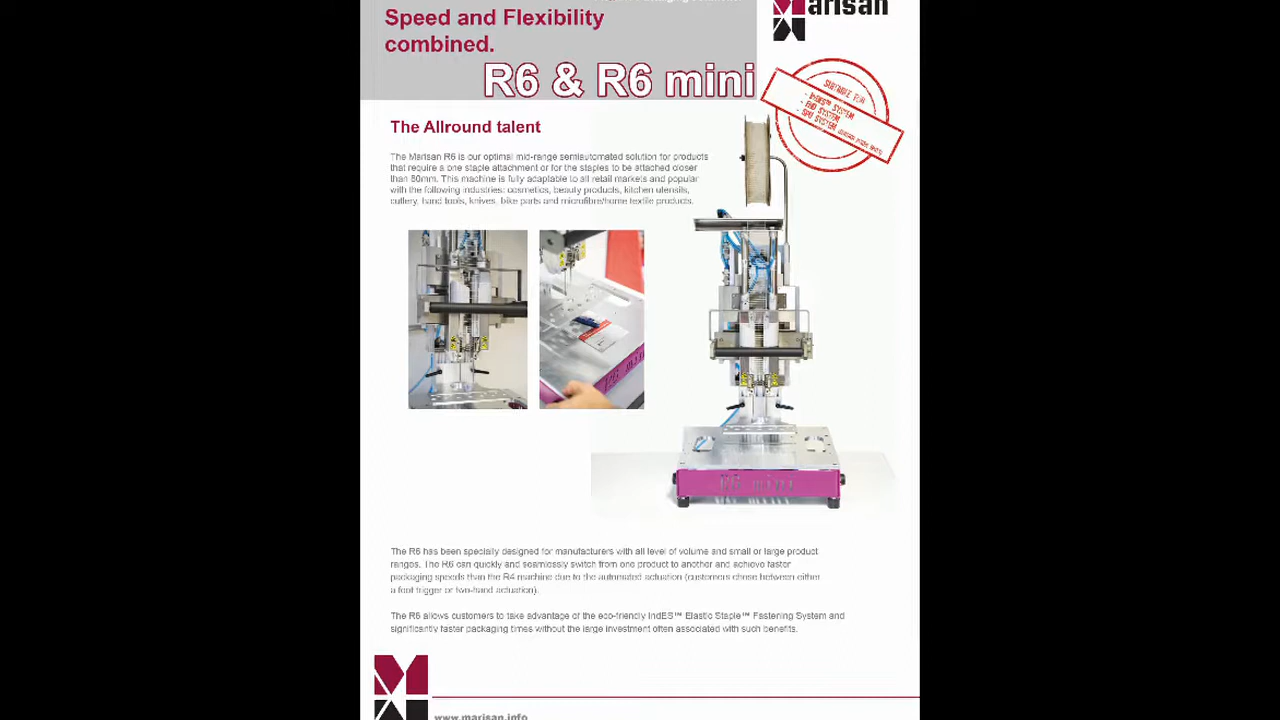 Speed and Flexibility
combined.
Marisan
R6 & R6 mini
SUITABLE FOR
- IndES™ SYSTEM
The Allround talent
The Marisan R6 is our optimal mid-range semiautomated solution for products
that require a one staple attachment or for the staples to be attached closer
than 80mm. This machine is fully adaptable to all retail markets and popular
with the following industries: cosmetics, beauty products, kitchen utensils,
cutlery, hand tools, knives, bike parts and microfibre/home textile products.
R6 mini
R6 mini
The R6 has been specially designed for manufacturers with all level of volume and small or large product
ranges. The R6 can quickly and seamlessly switch from one product to another and achieve faster
packaging speeds than the R4 machine due to the automated actuation (customers chose between either
a foot trigger or two-hand actuation).
The R6 allows customers to take advantage of the eco-friendly IndES™ Elastic Staple™ Fastening System and
significantly faster packaging times without the large investment often associated with such benefits.
www.marisan.info